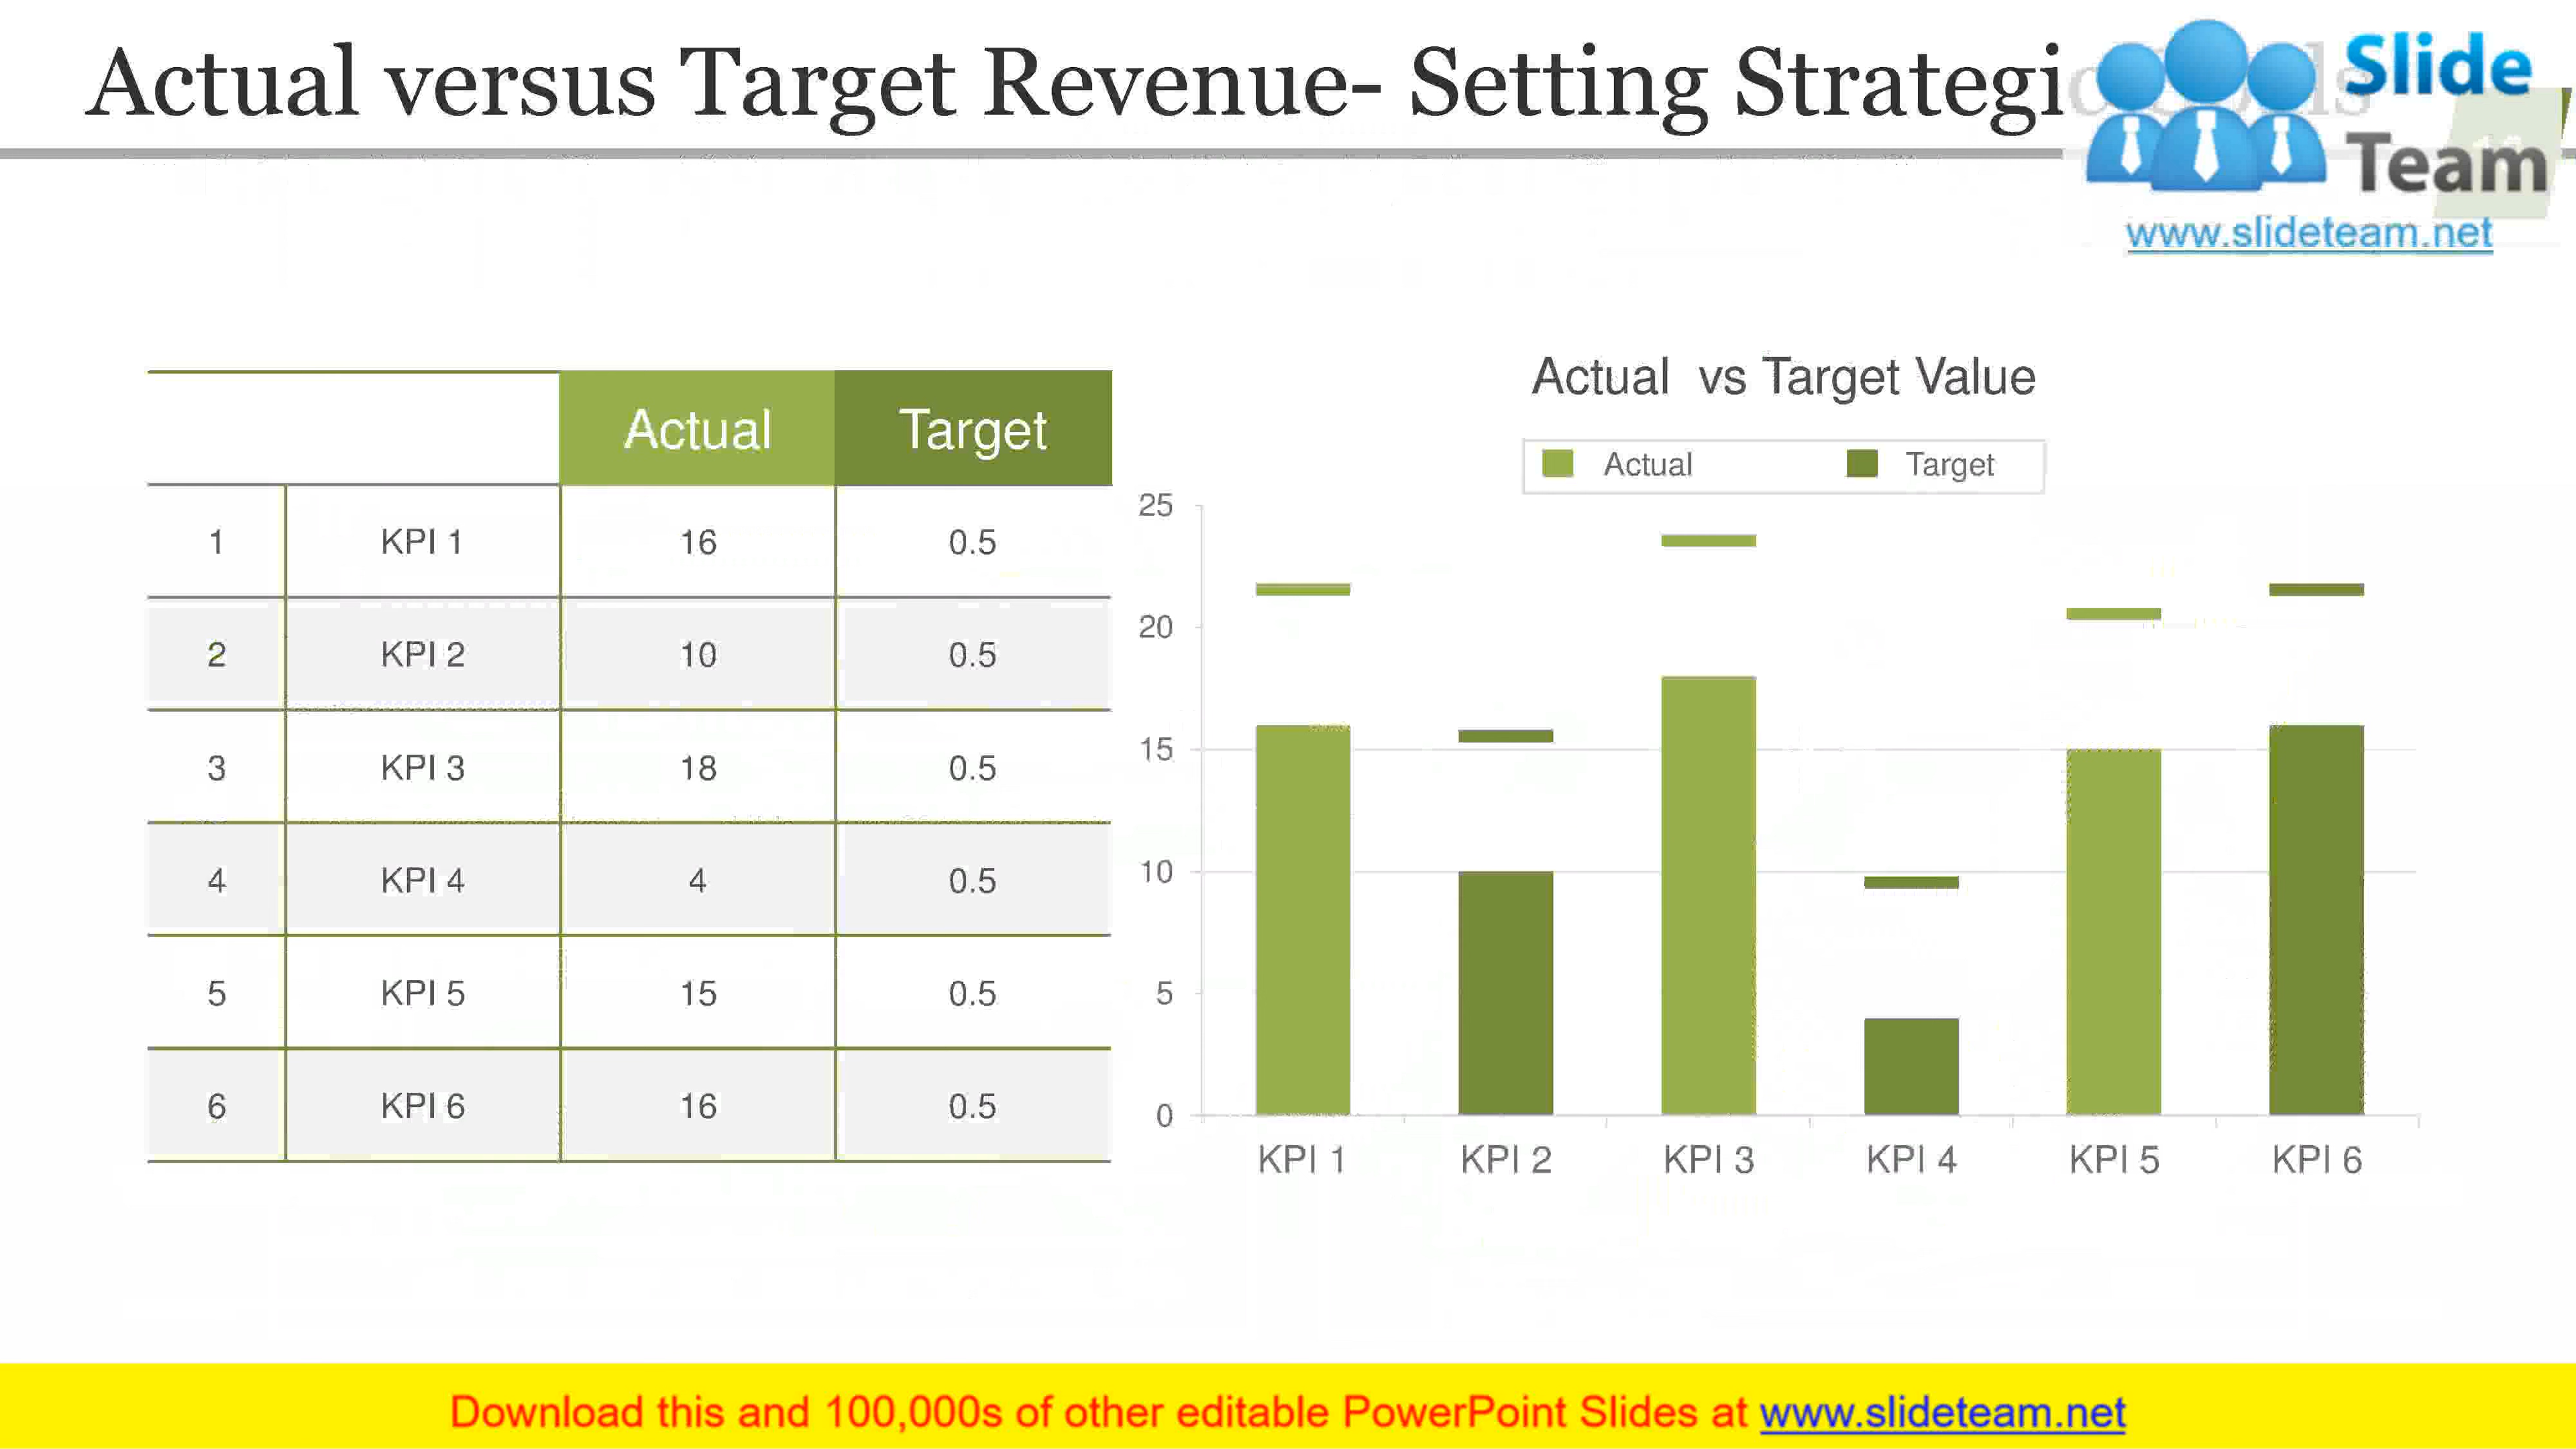 Actual versus Target Revenue- Setting Strategic
Slide
Team
www.slideteam.net
Actual Target
1 KPI 1 16 0.5
2 KPI 2 10 0.5
3 KPI 3 18 0.5
4 KPI 4 4 0.5
5 KPI 5 15 0.5
6 KPI 6 16 0.5
Actual vs Target Value
Actual Target
25
20
15
10
5
0
KPI 1 KPI 2 KPI 3 KPI 4 KPI 5 KPI 6
Download this and 100,000s of other editable PowerPoint Slides at www.slideteam.net